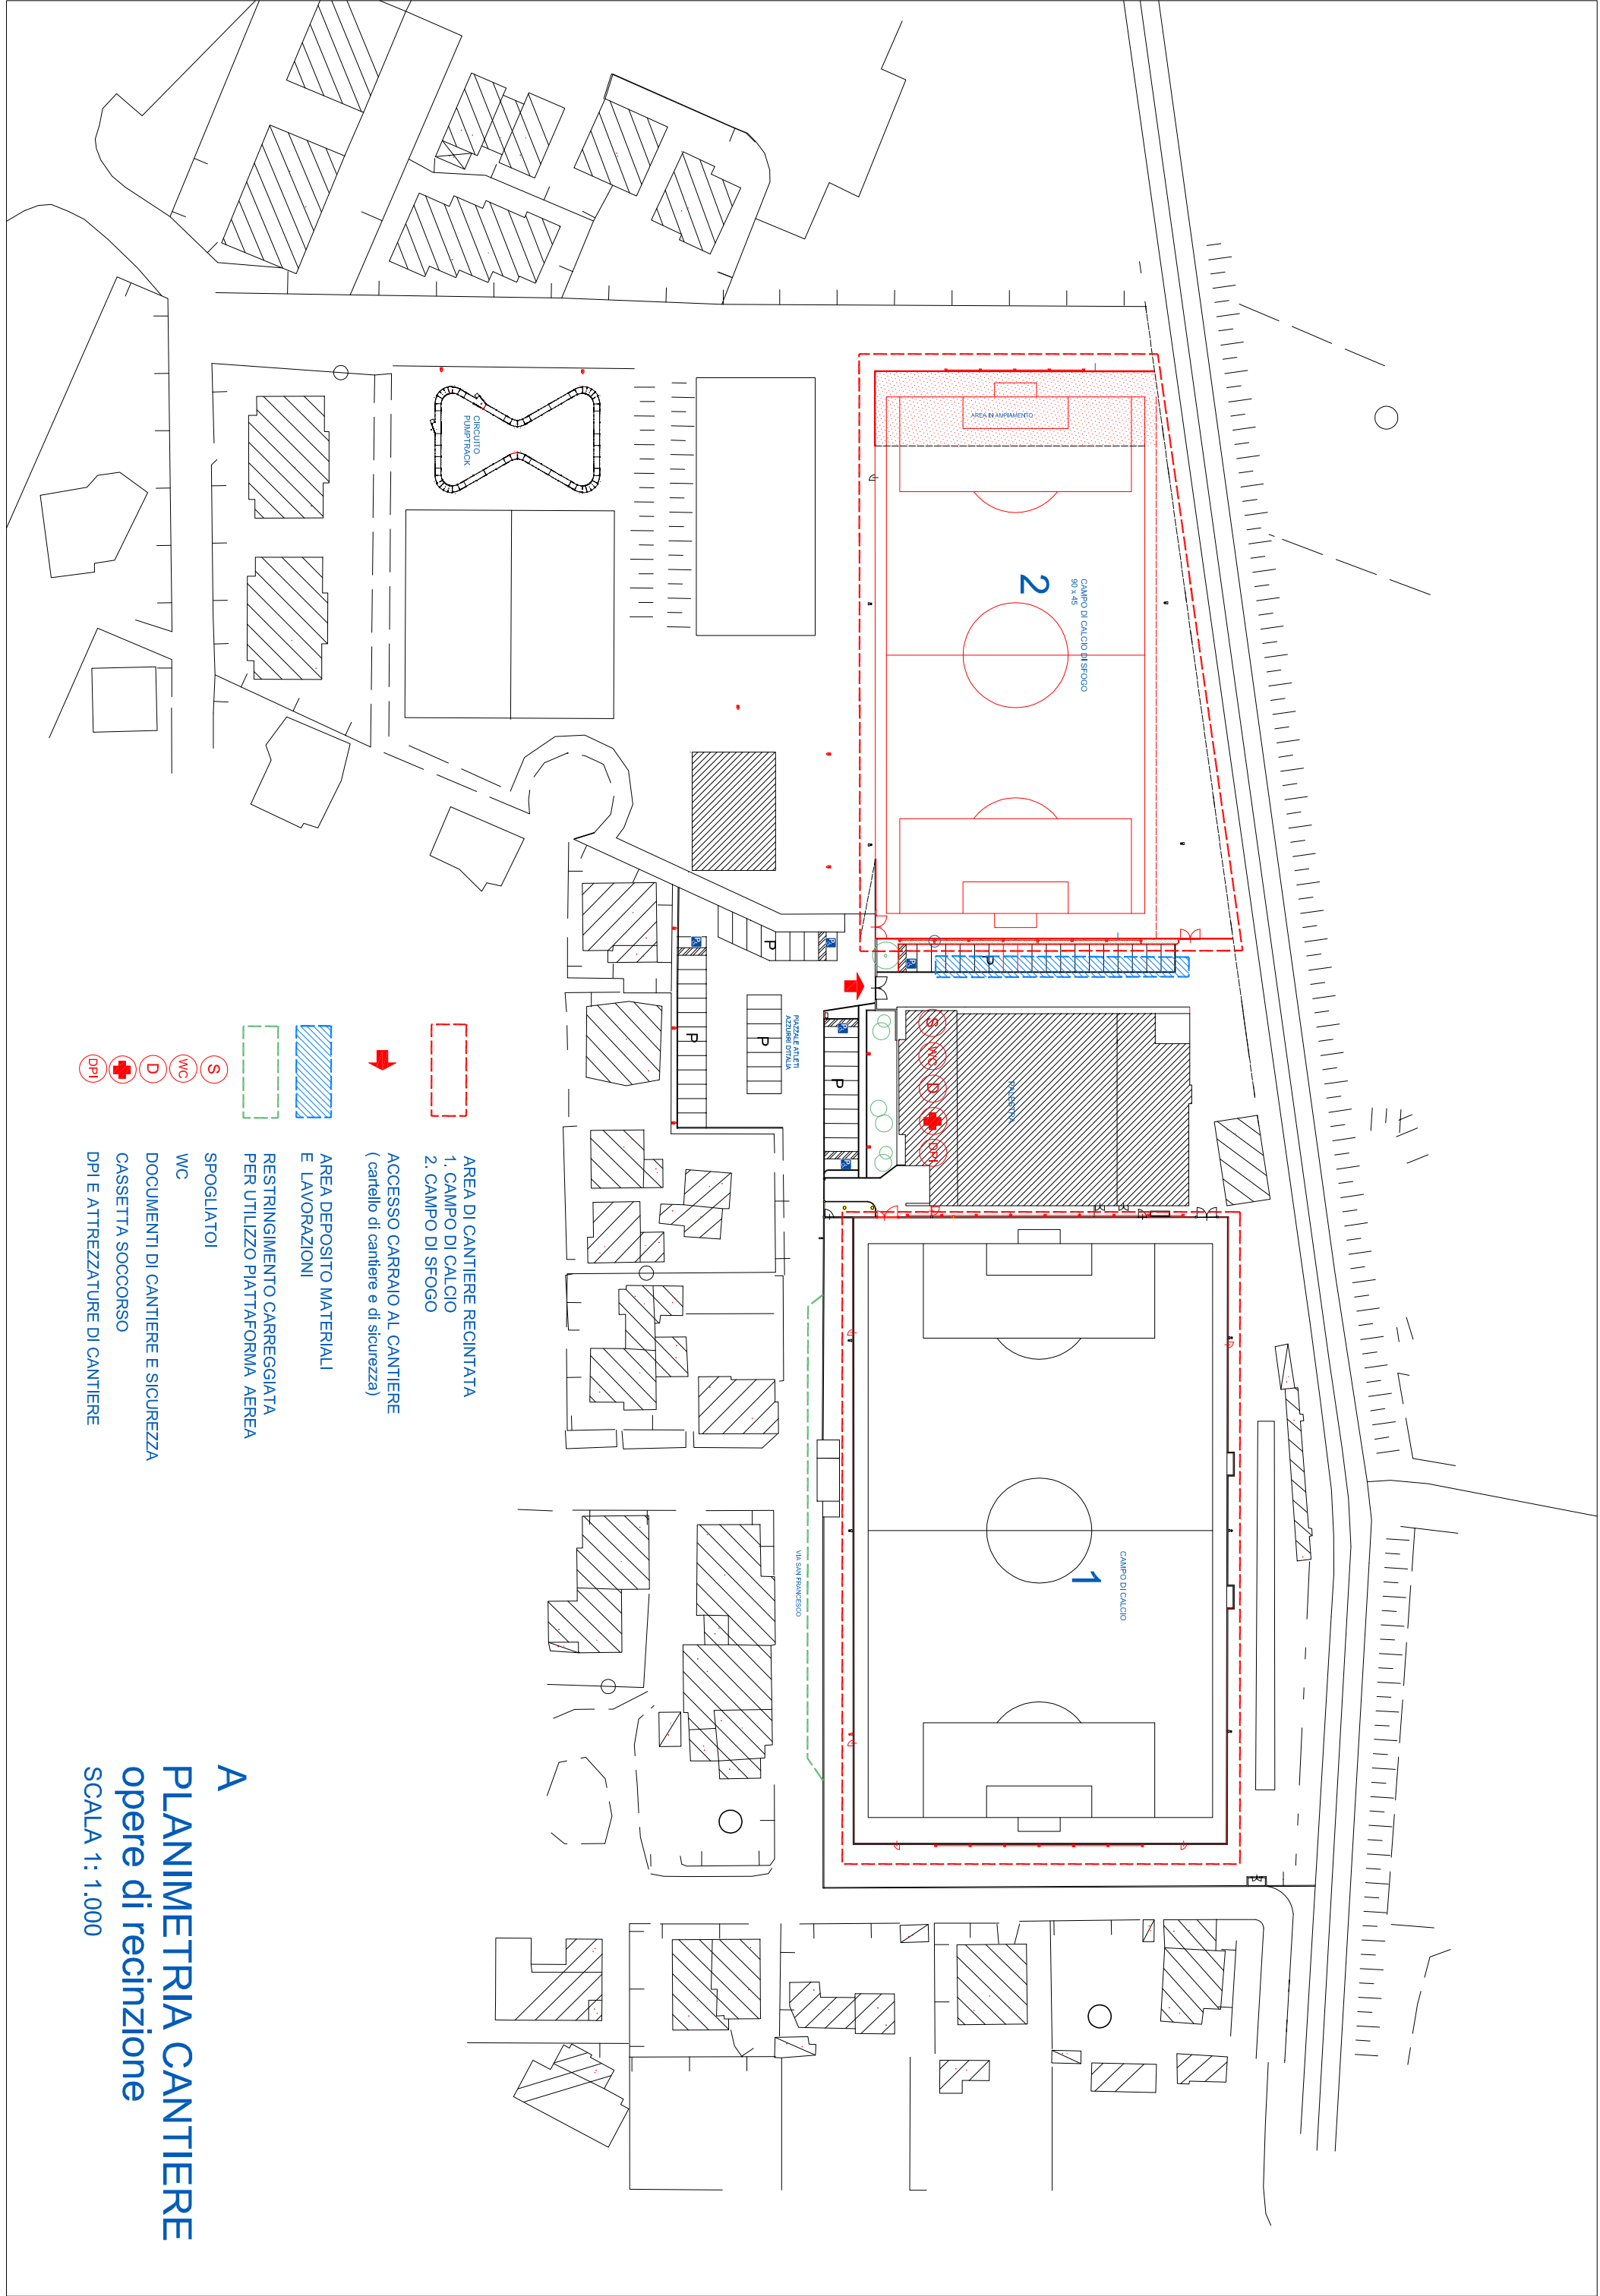 AREA IN AMPIAMENTO
CAMPO DI CALCIO DI SFOGO
90 x 45
2
CIRCUITO
PUMPTRACK
P
P
P
P
P
PIAZZALE ATLETI
AZZURRI D'ITALIA
PALESTRA
S
WC
D
DPI
CAMPO DI CALCIO
1
VIA SAN FRANCESCO
AREA DI CANTIERE RECINTATA
1. CAMPO DI CALCIO
2. CAMPO DI SFOGO
ACCESSO CARRAIO AL CANTIERE
( cartello di cantiere e di sicurezza)
AREA DEPOSITO MATERIALI
E LAVORAZIONI
RESTRINGIMENTO CARREGGIATA
PER UTILIZZO PIATTAFORMA AEREA
S SPOGLIATOI
WC WC
D DOCUMENTI DI CANTIERE E SICUREZZA
CASSETTA SOCCORSO
DPI DPI E ATTREZZATURE DI CANTIERE
A
PLANIMETRIA CANTIERE
opere di recinzione
SCALA 1: 1.000